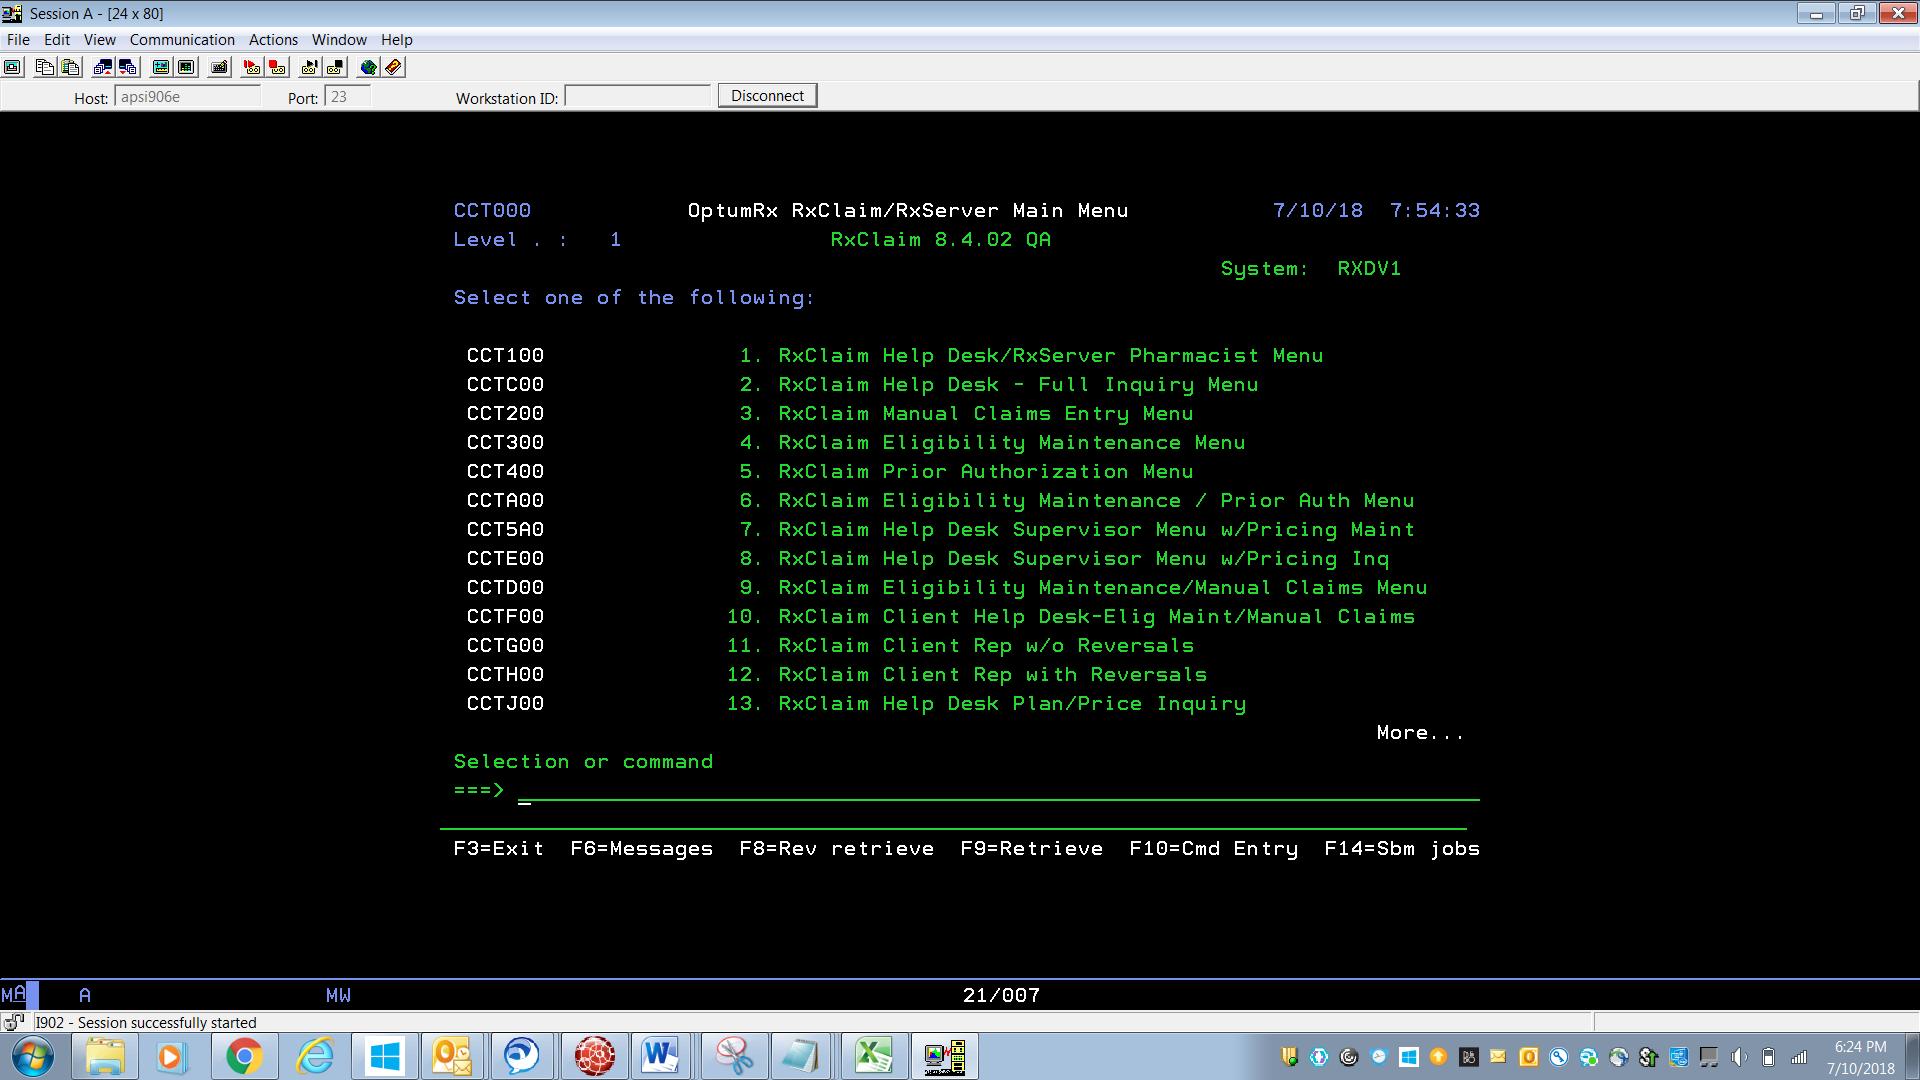 Session A - [24 x 80]
File Edit View Communication Actions Window Help
Host: apsi906e Port: 23 Workstation ID: Disconnect
CCT000 OptumRx RxClaim/RxServer Main Menu 7/10/18 7:54:33
Level . : 1 RxClaim 8.4.02 QA
System: RXDV1
Select one of the following:
CCT100 1. RxClaim Help Desk/RxServer Pharmacist Menu
CCTC00 2. RxClaim Help Desk - Full Inquiry Menu
CCT200 3. RxClaim Manual Claims Entry Menu
CCT300 4. RxClaim Eligibility Maintenance Menu
CCT400 5. RxClaim Prior Authorization Menu
CCTA00 6. RxClaim Eligibility Maintenance / Prior Auth Menu
CCT5A0 7. RxClaim Help Desk Supervisor Menu w/Pricing Maint
CCTE00 8. RxClaim Help Desk Supervisor Menu w/Pricing Inq
CCTD00 9. RxClaim Eligibility Maintenance/Manual Claims Menu
CCTF00 10. RxClaim Client Help Desk-Elig Maint/Manual Claims
CCTG00 11. RxClaim Client Rep w/o Reversals
CCTH00 12. RxClaim Client Rep with Reversals
CCTJ00 13. RxClaim Help Desk Plan/Price Inquiry
More...
Selection or command
===>
F3=Exit F6=Messages F8=Rev retrieve F9=Retrieve F10=Cmd Entry F14=Sbm jobs
MA A MW 21/007
I902 - Session successfully started
6:24 PM
7/10/2018